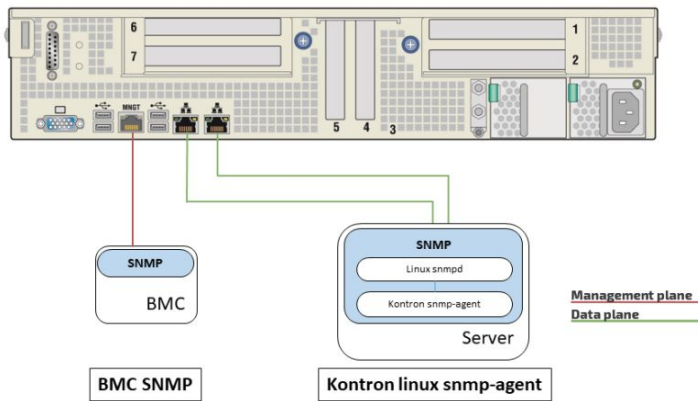 6
7
1
2
MNGT
5
4
3
SNMP
BMC
SNMP
Linux snmpd
Kontron snmp-agent
Server
Management plane
Data plane
BMC SNMP
Kontron linux snmp-agent